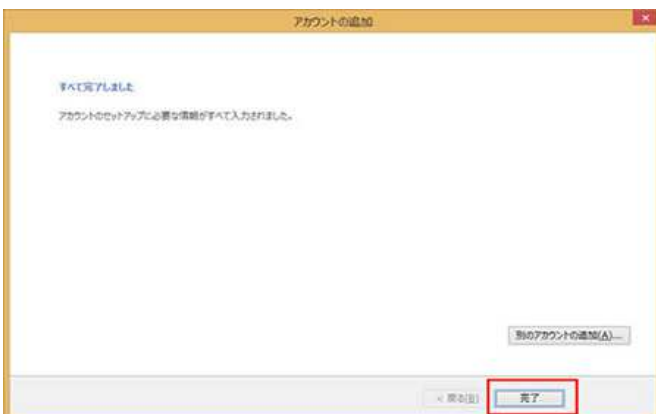 アカウントの追加
すべて完了しました
アカウントのセットアップに必要な情報がすべて入力されました。
別のアカウントの追加(A)...
< 戻る(B)
完了